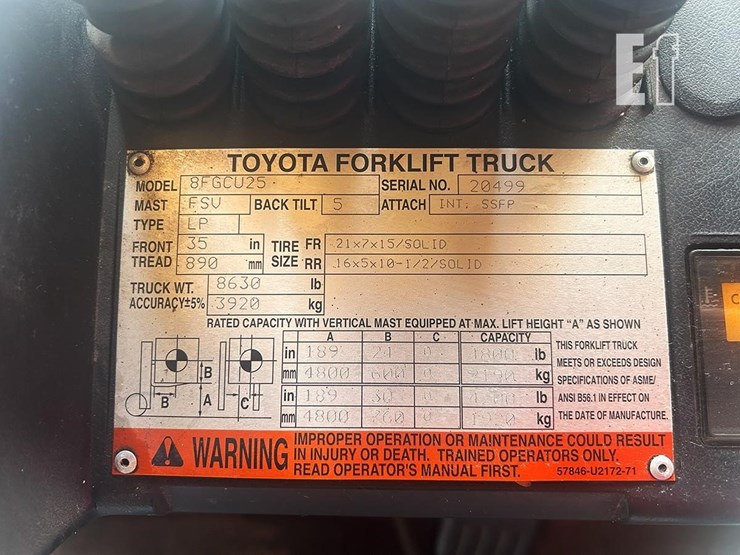 Ef
TOYOTA FORKLIFT TRUCK
MODEL 8FGCU25 SERIAL NO. 20499
MAST FSV BACK TILT 5 ATTACH INT: SSFP
TYPE LP
FRONT TREAD 35 in TIRE SIZE FR 21x7x15/SOLID
890 mm RR 16x5x10-1/2/SOLID
TRUCK WT. 8630 lb
ACCURACY±5% 3920 kg
RATED CAPACITY WITH VERTICAL MAST EQUIPPED AT MAX. LIFT HEIGHT "A" AS SHOWN
A B C CAPACITY
in 189 24 0 lb
mm 4800 600 0 kg
in 189 30 0 lb
mm 4800 760 0 kg
B B A C
THIS FORKLIFT TRUCK
MEETS OR EXCEEDS DESIGN
SPECIFICATIONS OF ASME/
ANSI B56.1 IN EFFECT ON
THE DATE OF MANUFACTURE.
WARNING
IMPROPER OPERATION OR MAINTENANCE COULD RESULT
IN INJURY OR DEATH. TRAINED OPERATORS ONLY.
READ OPERATOR'S MANUAL FIRST. 57846-U2172-71